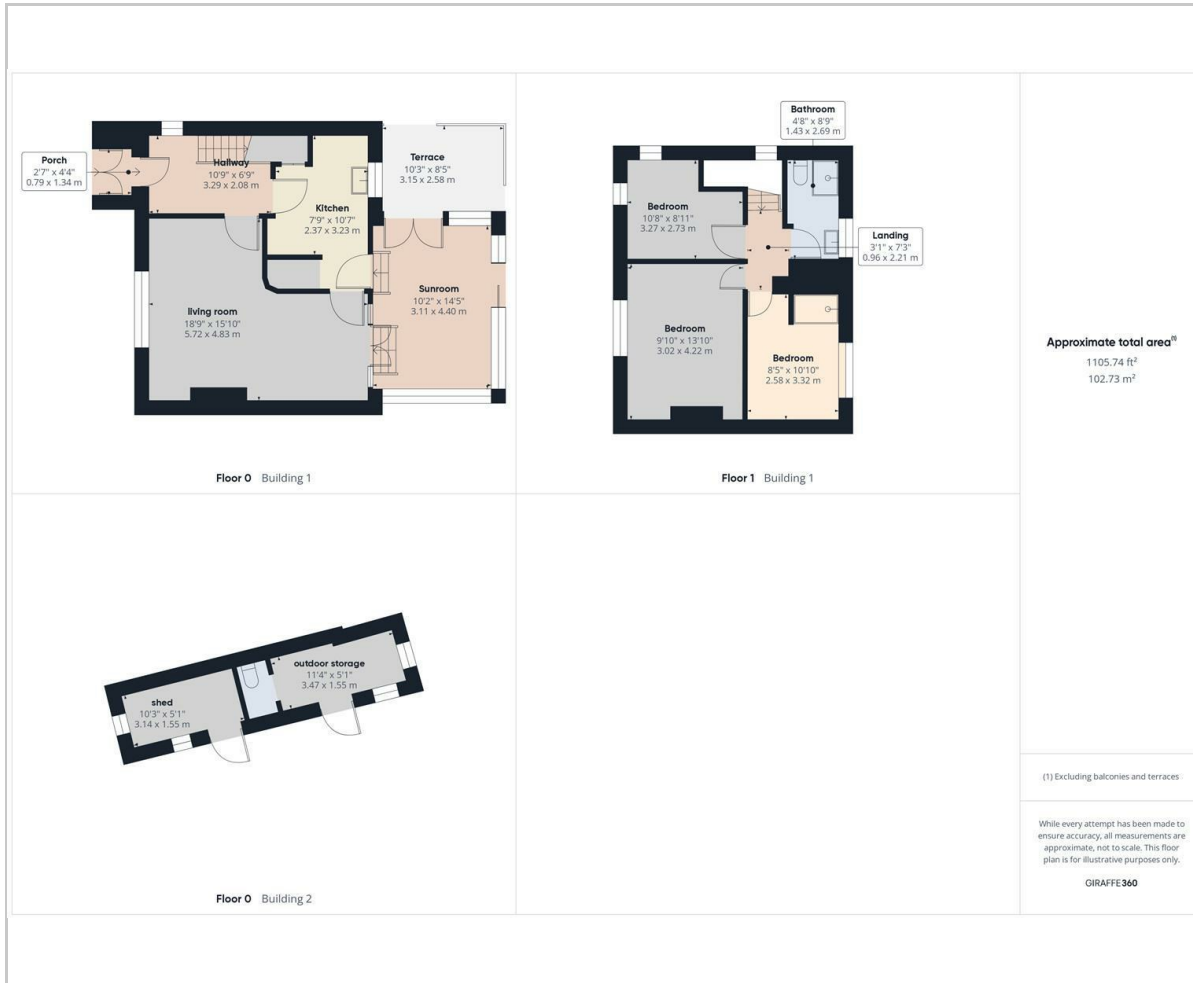 Porch
2'7" x 4'4"
0.79 x 1.34 m
Hallway
10'9" x 6'9"
3.29 x 2.08 m
Kitchen
7'9" x 10'7"
2.37 x 3.23 m
Terrace
10'3" x 8'5"
3.15 x 2.58 m
living room
18'9" x 15'10"
5.72 x 4.83 m
Sunroom
10'2" x 14'5"
3.11 x 4.40 m
Floor 0 Building 1
Bathroom
4'8" x 8'9"
1.43 x 2.69 m
Bedroom
10'8" x 8'11"
3.27 x 2.73 m
Landing
3'1" x 7'3"
0.96 x 2.21 m
Bedroom
9'10" x 13'10"
3.02 x 4.22 m
Bedroom
8'5" x 10'10"
2.58 x 3.32 m
Floor 1 Building 1
shed
10'3" x 5'1"
3.14 x 1.55 m
outdoor storage
11'4" x 5'1"
3.47 x 1.55 m
Floor 0 Building 2
Approximate total area(1)
1105.74 ft²
102.73 m²
(1) Excluding balconies and terraces
While every attempt has been made to
ensure accuracy, all measurements are
approximate, not to scale. This floor
plan is for illustrative purposes only.
GIRAFFE360